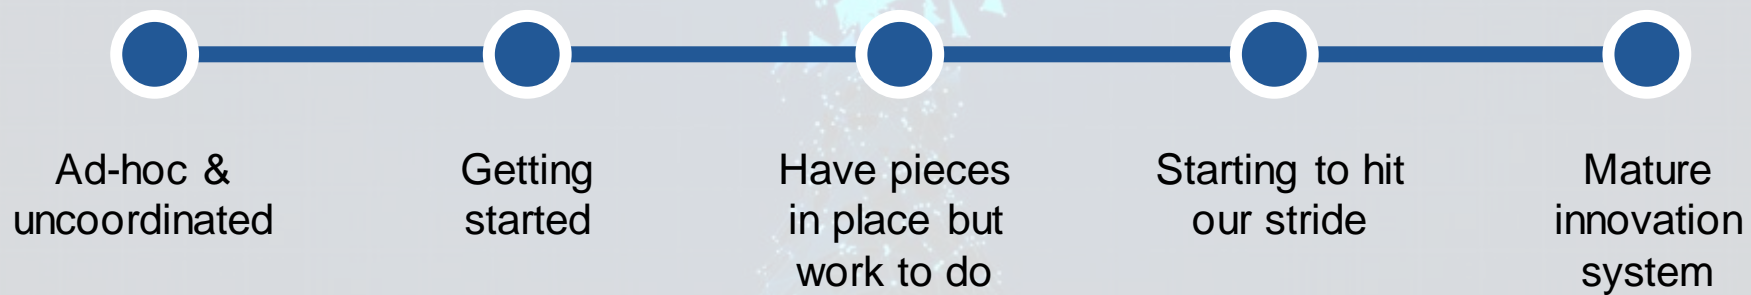 Ad-hoc &
uncoordinated
Getting
started
Have pieces
in place but
work to do
Starting to hit
our stride
Mature
innovation
system